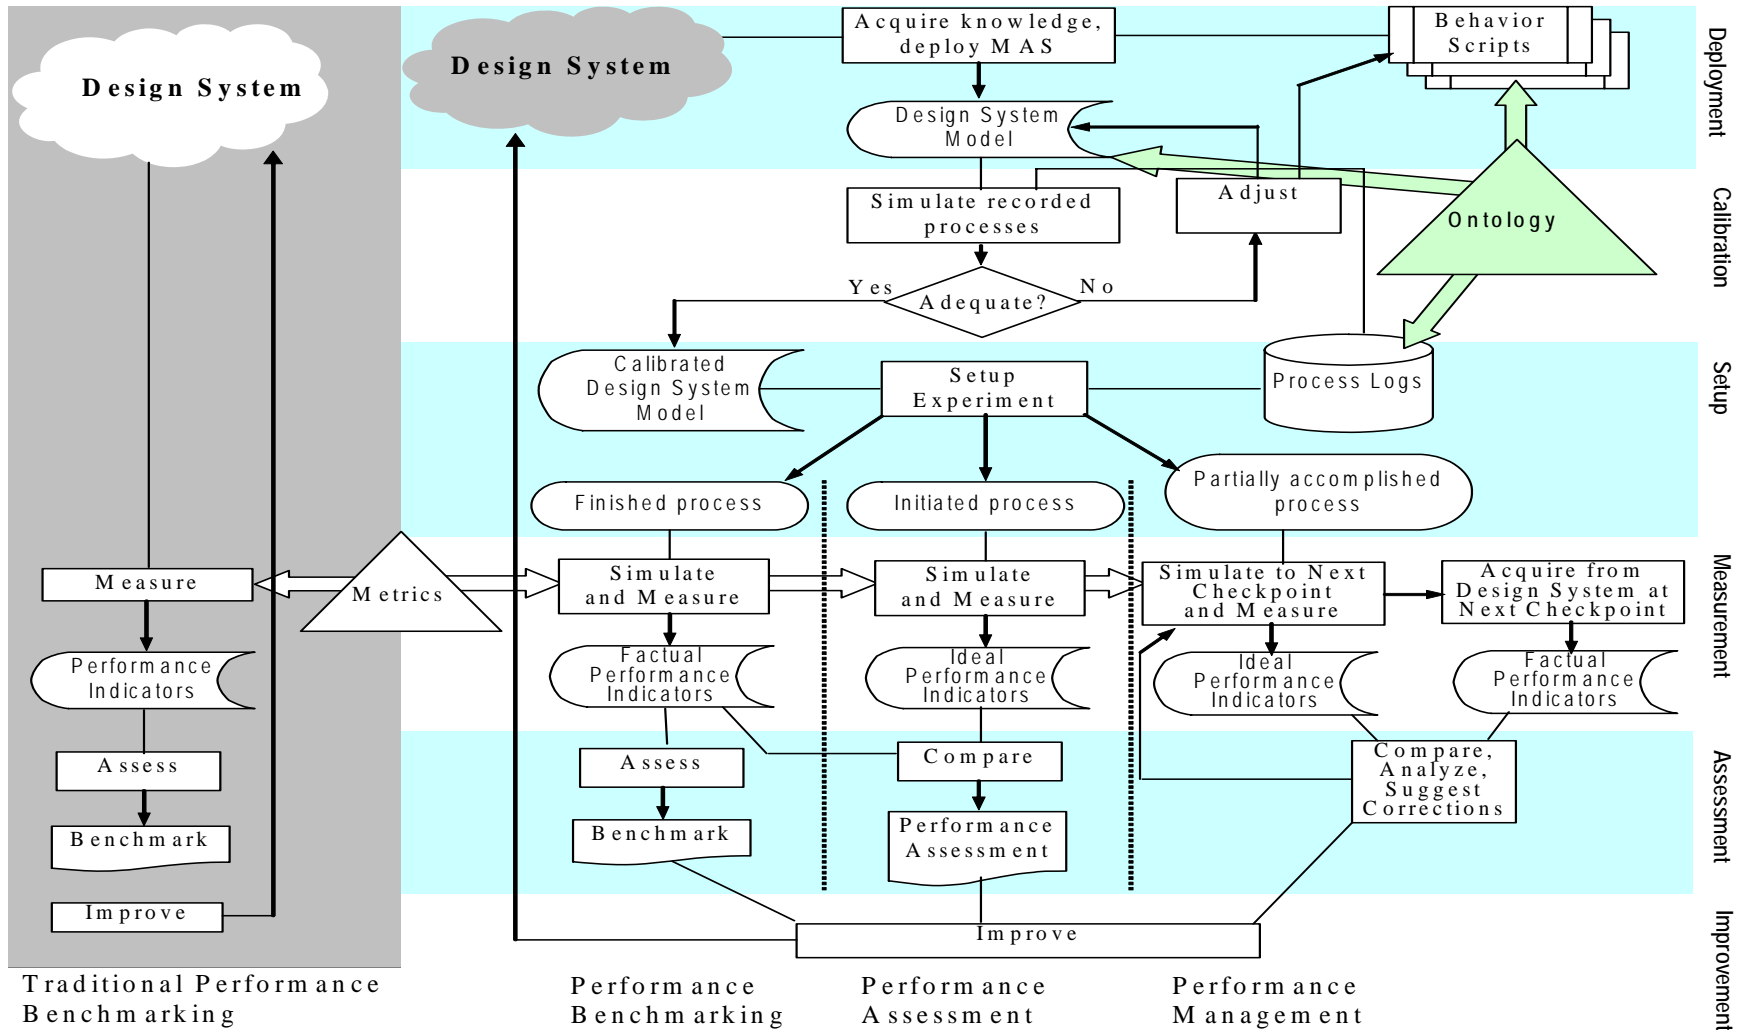 Design System
Design System
Acquire knowledge,
deploy MAS
Behavior
Scripts
Deployment
Design System
Model
Simulate recorded
processes
Adjust
Ontology
Calibration
Yes
Adequate?
No
Calibrated
Design System
Model
Setup
Experiment
Process Logs
Setup
Finished process
Initiated process
Partially accomplished
process
Measure
Metrics
Simulate
and Measure
Simulate
and Measure
Simulate to Next
Checkpoint
and Measure
Acquire from
Design System at
Next Checkpoint
Measurement
Performance
Indicators
Factual
Performance
Indicators
Ideal
Performance
Indicators
Ideal
Performance
Indicators
Factual
Performance
Indicators
Assess
Assess
Compare
Compare,
Analyze,
Suggest
Corrections
Assessment
Benchmark
Benchmark
Performance
Assessment
Improve
Improve
Improvement
Traditional Performance
Benchmarking
Performance
Benchmarking
Performance
Assessment
Performance
Management